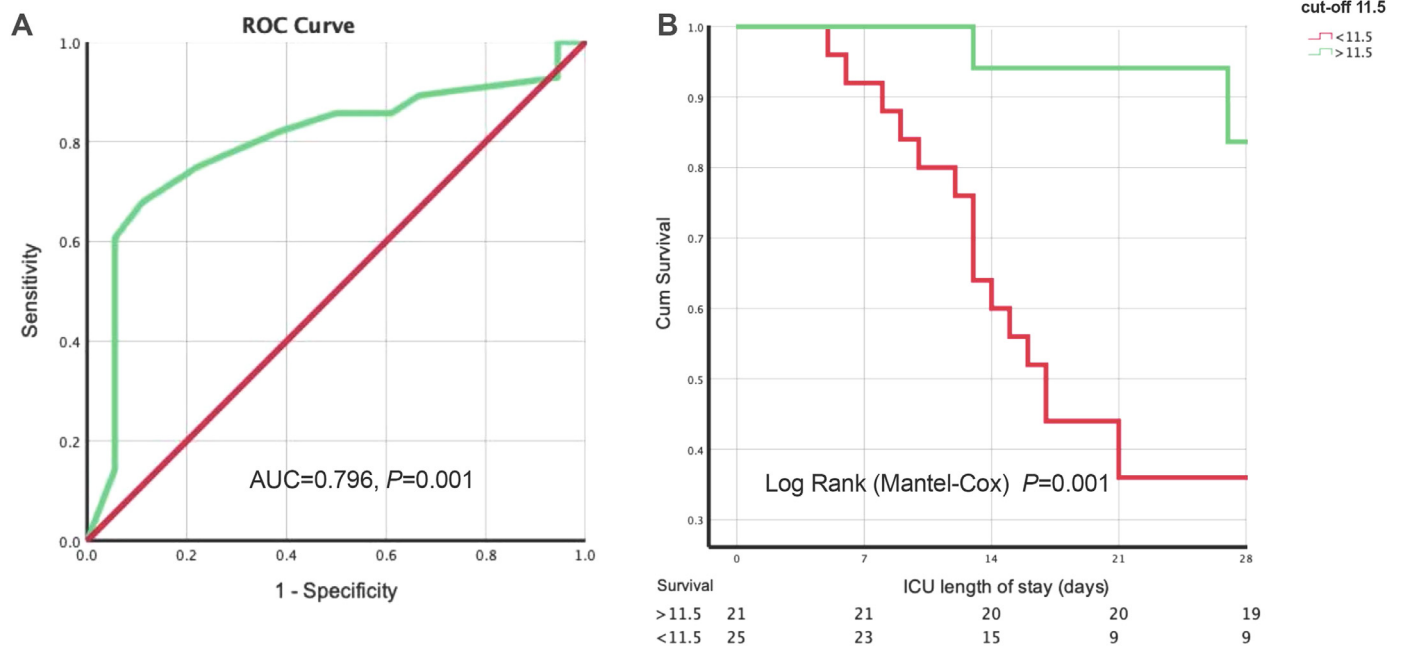 A
ROC Curve
1.0
0.8
0.6
0.4
0.2
0.0
Sensitivity
AUC=0.796, P=0.001
0.0 0.2 0.4 0.6 0.8 1.0
1 - Specificity
B
cut-off 11.5
<11.5
>11.5
1.0
0.9
0.8
0.7
0.6
0.5
0.4
0.3
Cum Survival
Log Rank (Mantel-Cox) P=0.001
0 7 14 21 28
Survival ICU length of stay (days)
>11.5 21 21 20 20 19
<11.5 25 23 15 9 9